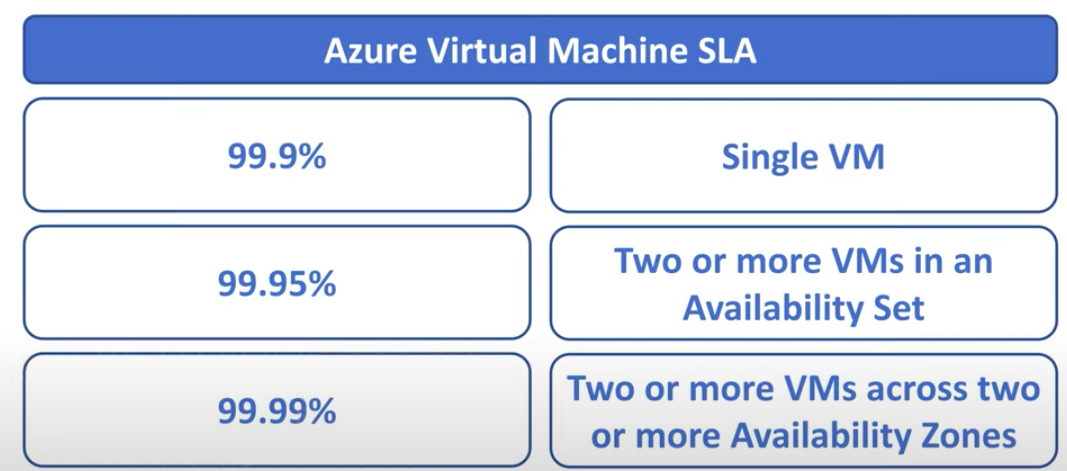 Azure Virtual Machine SLA
99.9%
Single VM
99.95%
Two or more VMs in an
Availability Set
99.99%
Two or more VMs across two
or more Availability Zones